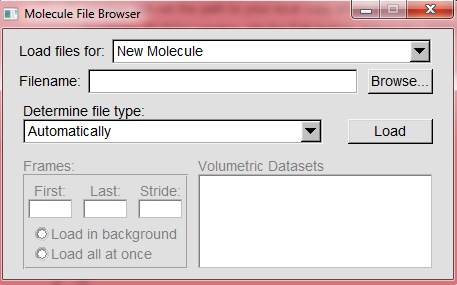 Molecule File Browser
Load files for: New Molecule
Filename: Browse...
Determine file type:
Automatically Load
Frames: Volumetric Datasets
First: Last: Stride:
Load in background
Load all at once